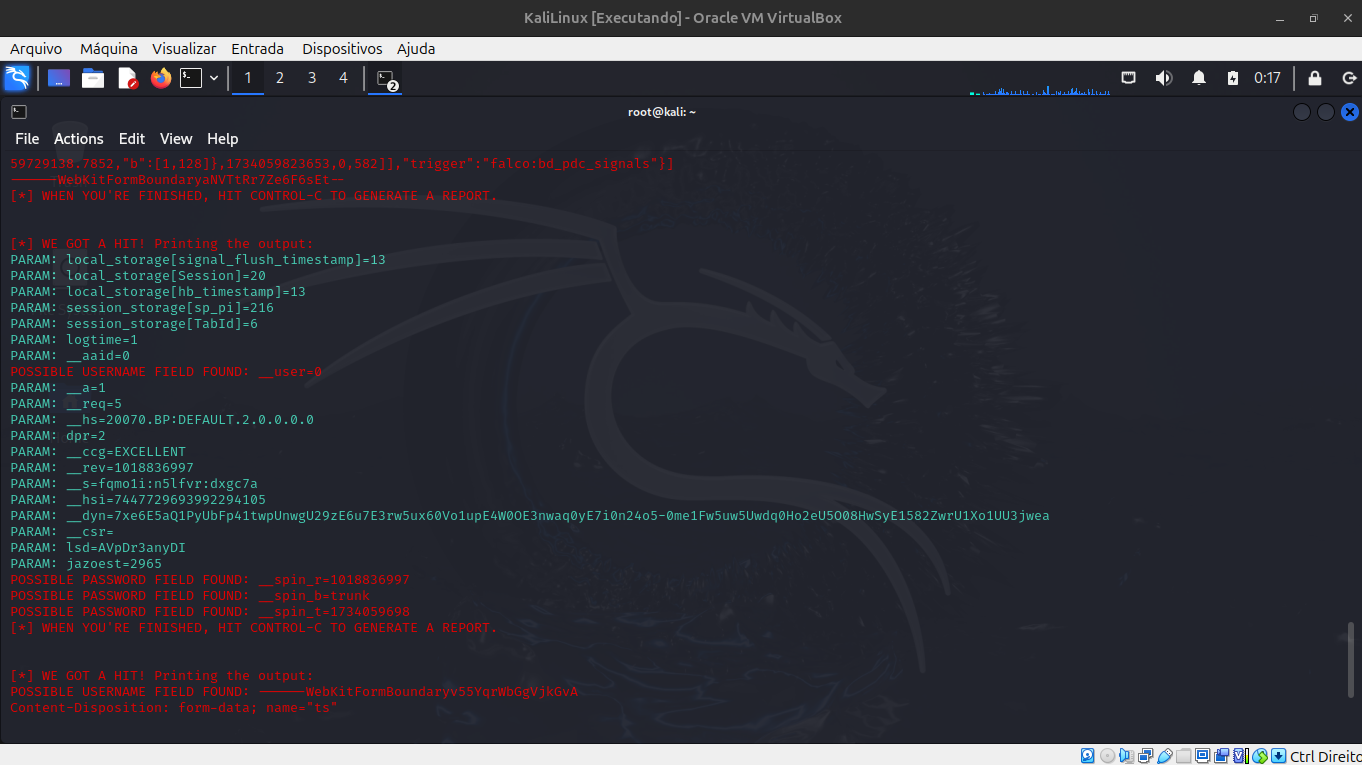 KaliLinux [Executando] - Oracle VM VirtualBox
Arquivo Máquina Visualizar Entrada Dispositivos Ajuda
1 2 3 4 2 0:17
root@kali: ~
File Actions Edit View Help
59729138.7852,"b":[1,128]},1734059823653,0,582]],"trigger":"falco:bd_pdc_signals"}]
------WebKitFormBoundaryaNVTtRr7Ze6F6sEt--
[*] WHEN YOU'RE FINISHED, HIT CONTROL-C TO GENERATE A REPORT.
[*] WE GOT A HIT! Printing the output:
PARAM: local_storage[signal_flush_timestamp]=13
PARAM: local_storage[Session]=20
PARAM: local_storage[hb_timestamp]=13
PARAM: session_storage[sp_pi]=216
PARAM: session_storage[TabId]=6
PARAM: logtime=1
PARAM: __aaid=0
POSSIBLE USERNAME FIELD FOUND: __user=0
PARAM: __a=1
PARAM: __req=5
PARAM: __hs=20070.BP:DEFAULT.2.0.0.0.0
PARAM: dpr=2
PARAM: __ccg=EXCELLENT
PARAM: __rev=1018836997
PARAM: __s=fqmo1i:n5lfvr:dxgc7a
PARAM: __hsi=7447729693992294105
PARAM: __dyn=7xe6E5aQ1PyUbFp41twpUnwgU29zE6u7E3rw5ux60Vo1upE4W0OE3nwaq0yE7i0n24o5-0me1Fw5uw5Uwdq0Ho2eU5O08HwSyE1582ZwrU1Xo1UU3jwea
PARAM: __csr=
PARAM: lsd=AVpDr3anyDI
PARAM: jazoest=2965
POSSIBLE PASSWORD FIELD FOUND: __spin_r=1018836997
POSSIBLE PASSWORD FIELD FOUND: __spin_b=trunk
POSSIBLE PASSWORD FIELD FOUND: __spin_t=1734059698
[*] WHEN YOU'RE FINISHED, HIT CONTROL-C TO GENERATE A REPORT.
[*] WE GOT A HIT! Printing the output:
POSSIBLE USERNAME FIELD FOUND: ------WebKitFormBoundaryv55YqrWbGgVjkGvA
Content-Disposition: form-data; name="ts"
Ctrl Direito